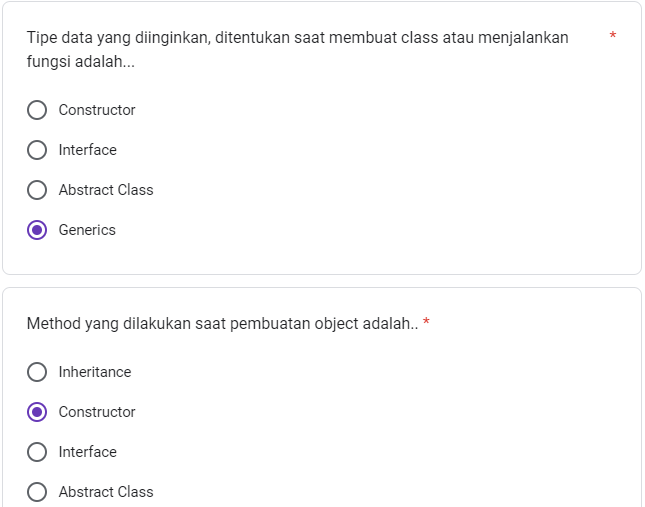 Tipe data yang diinginkan, ditentukan saat membuat class atau menjalankan *
fungsi adalah...
Constructor
Interface
Abstract Class
Generics
Method yang dilakukan saat pembuatan object adalah.. *
Inheritance
Constructor
Interface
Abstract Class